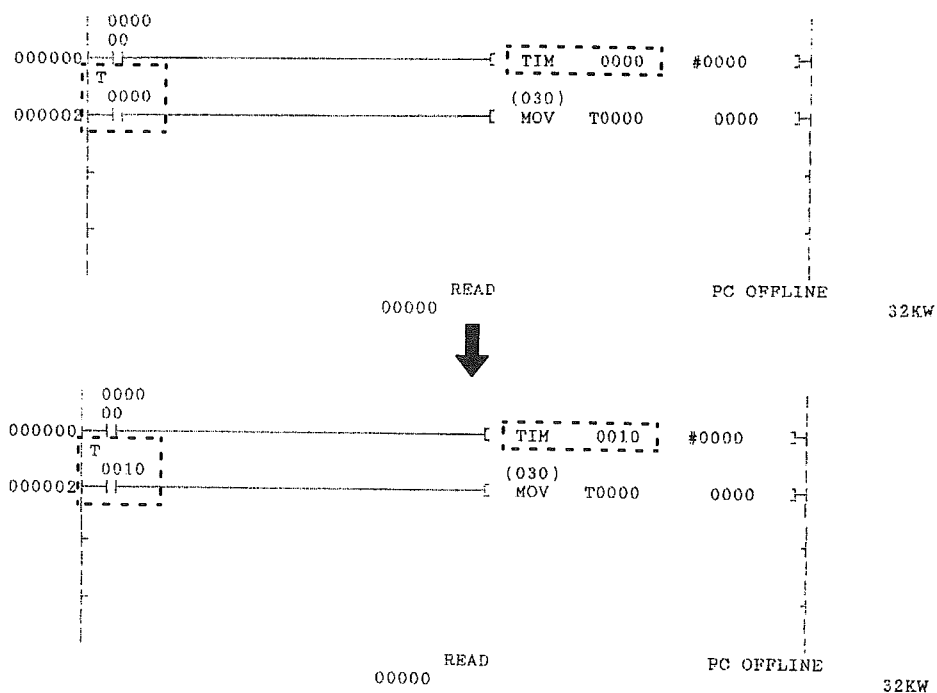 0000
00
000000 TIM 0000 #0000
T
0000 (030)
000002 MOV T0000 0000
READ PC OFFLINE
00000 32KW
0000
00
000000 TIM 0010 #0000
T
0010 (030)
000002 MOV T0000 0000
READ PC OFFLINE
00000 32KW